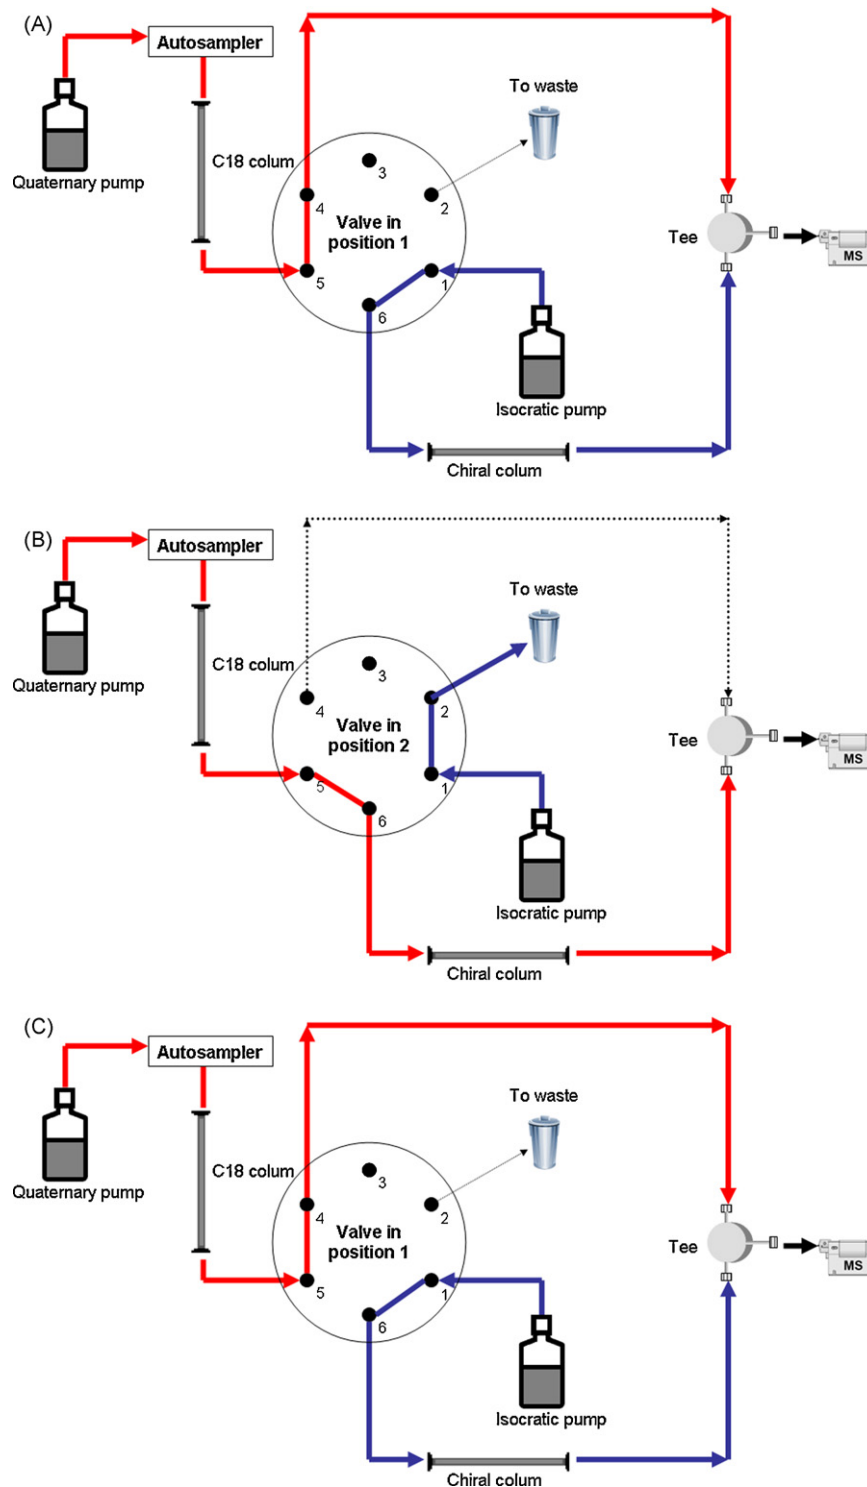 (A)
Autosampler
To waste
Quaternary pump
C18 colum
3
4
2
Valve in
position 1
5
1
6
Tee
MS
Isocratic pump
Chiral colum
(B)
Autosampler
To waste
Quaternary pump
C18 colum
3
4
2
Valve in
position 2
5
1
6
Tee
MS
Isocratic pump
Chiral colum
(C)
Autosampler
To waste
Quaternary pump
C18 colum
3
4
2
Valve in
position 1
5
1
6
Tee
MS
Isocratic pump
Chiral colum